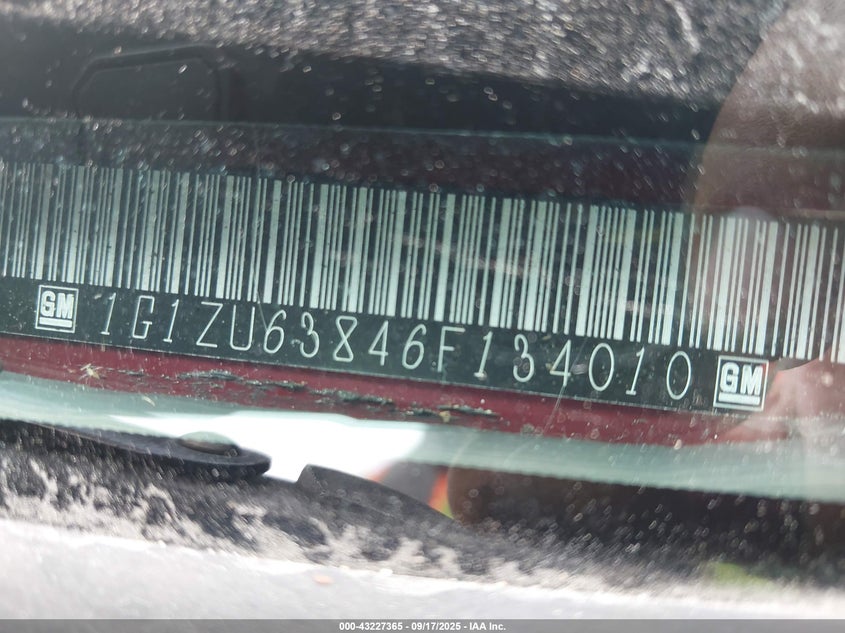 GM 1G1ZU63846F134010 GM
000-43227365 - 09/17/2025 - IAA Inc.